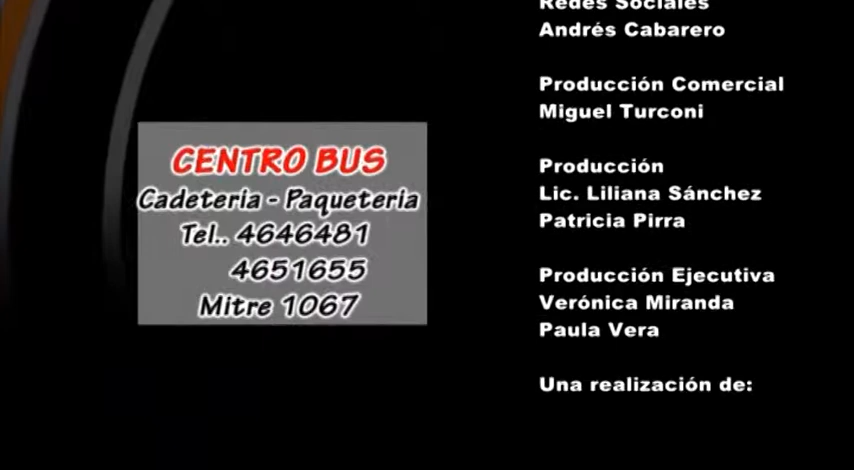 CENTRO BUS
Cadeteria - Paqueteria
Tel.. 4646481
4651655
Mitre 1067
Redes Sociales
Andrés Cabarero
Producción Comercial
Miguel Turconi
Producción
Lic. Liliana Sánchez
Patricia Pirra
Producción Ejecutiva
Verónica Miranda
Paula Vera
Una realización de: